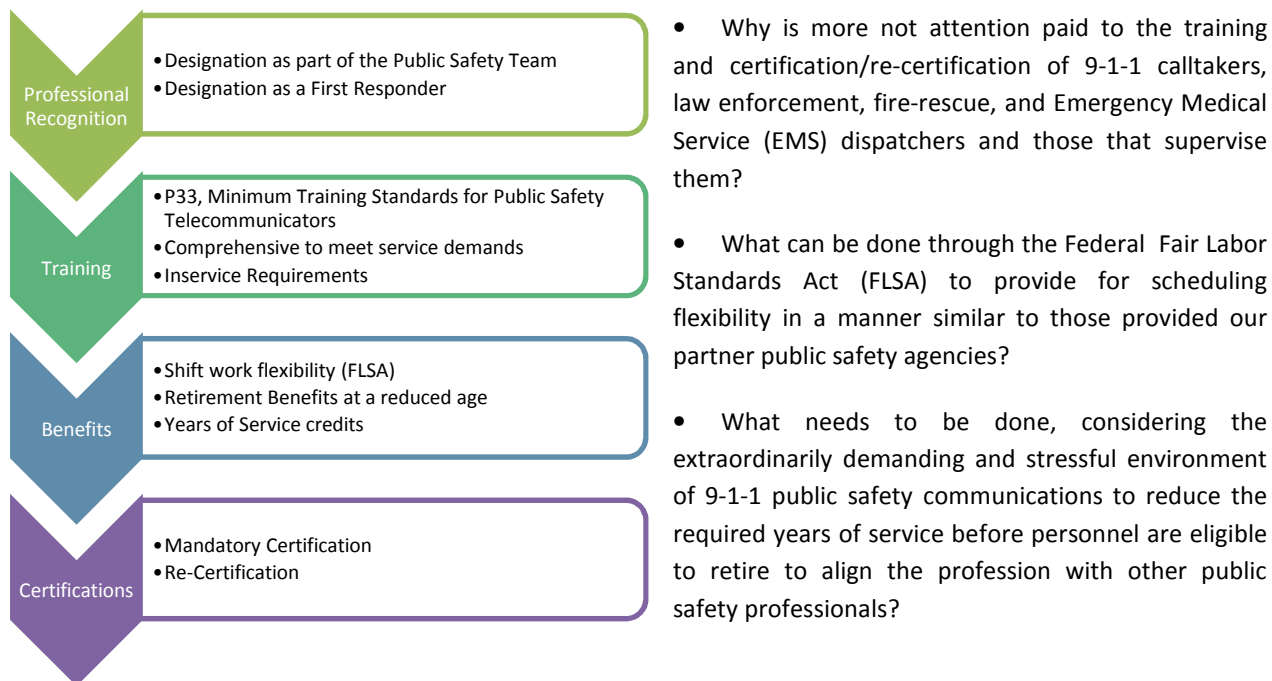 Professional
Recognition
•Designation as part of the Public Safety Team
•Designation as a First Responder
Training
•P33, Minimum Training Standards for Public Safety
Telecommunicators
•Comprehensive to meet service demands
•Inservice Requirements
Benefits
•Shift work flexibility (FLSA)
•Retirement Benefits at a reduced age
•Years of Service credits
Certifications
•Mandatory Certification
•Re-Certification
• Why is more not attention paid to the training
and certification/re-certification of 9-1-1 calltakers,
law enforcement, fire-rescue, and Emergency Medical
Service (EMS) dispatchers and those that supervise
them?
• What can be done through the Federal Fair Labor
Standards Act (FLSA) to provide for scheduling
flexibility in a manner similar to those provided our
partner public safety agencies?
• What needs to be done, considering the
extraordinarily demanding and stressful environment
of 9-1-1 public safety communications to reduce the
required years of service before personnel are eligible
to retire to align the profession with other public
safety professionals?